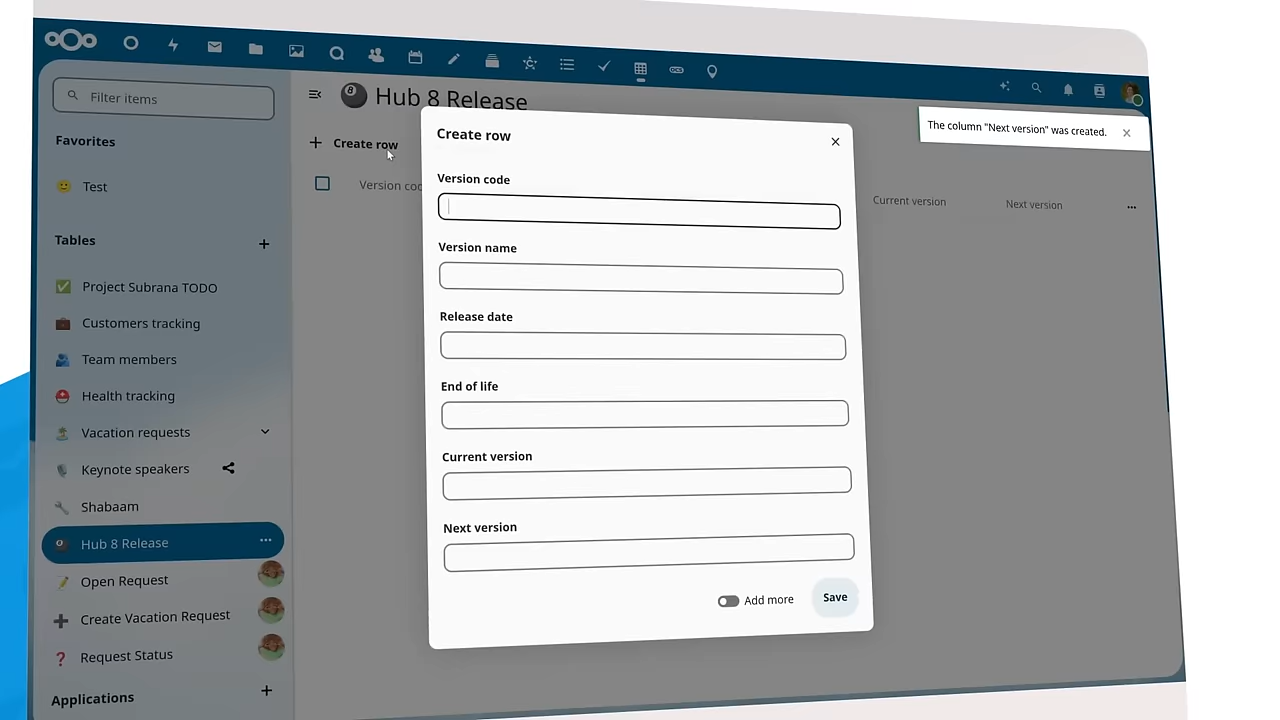 Filter items
Favorites
Test
Tables
Project Subrana TODO
Customers tracking
Team members
Health tracking
Vacation requests
Keynote speakers
Shabaam
Hub 8 Release
Open Request
Create Vacation Request
Request Status
Applications
Hub 8 Release
Create row
Version
Current version
Next version
The column "Next version" was created.
Create row
Version code
Version name
Release date
End of life
Current version
Next version
Add more
Save